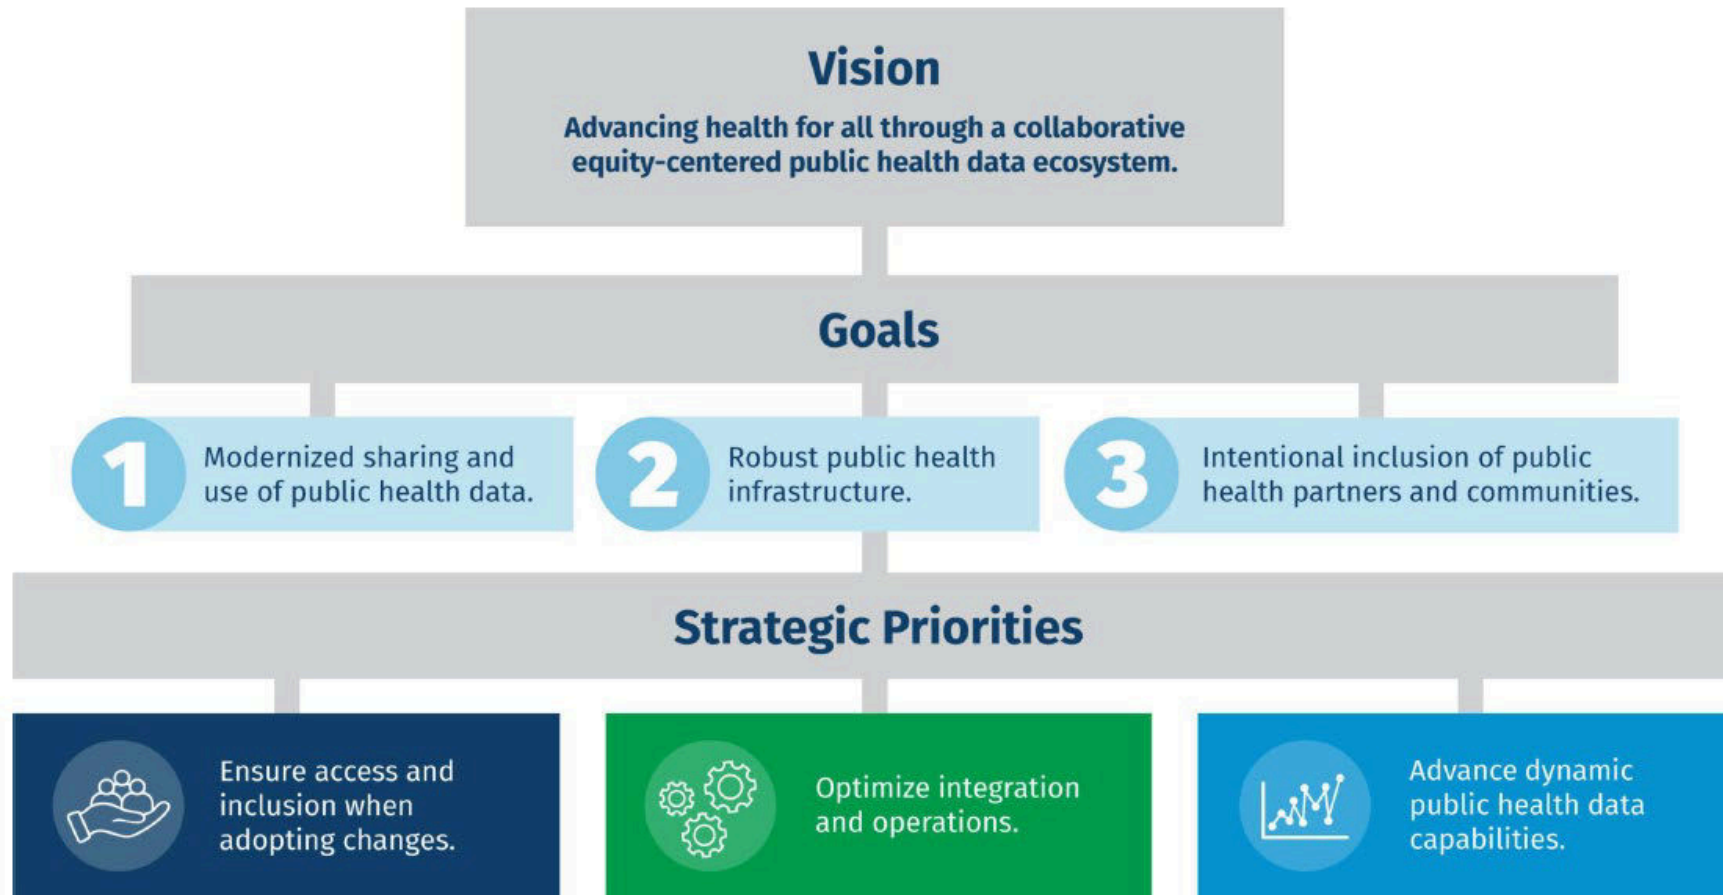 Vision
Advancing health for all through a collaborative
equity-centered public health data ecosystem.
Goals
1
Modernized sharing and
use of public health data.
2
Robust public health
infrastructure.
3
Intentional inclusion of public
health partners and communities.
Strategic Priorities
Ensure access and
inclusion when
adopting changes.
Optimize integration
and operations.
Advance dynamic
public health data
capabilities.